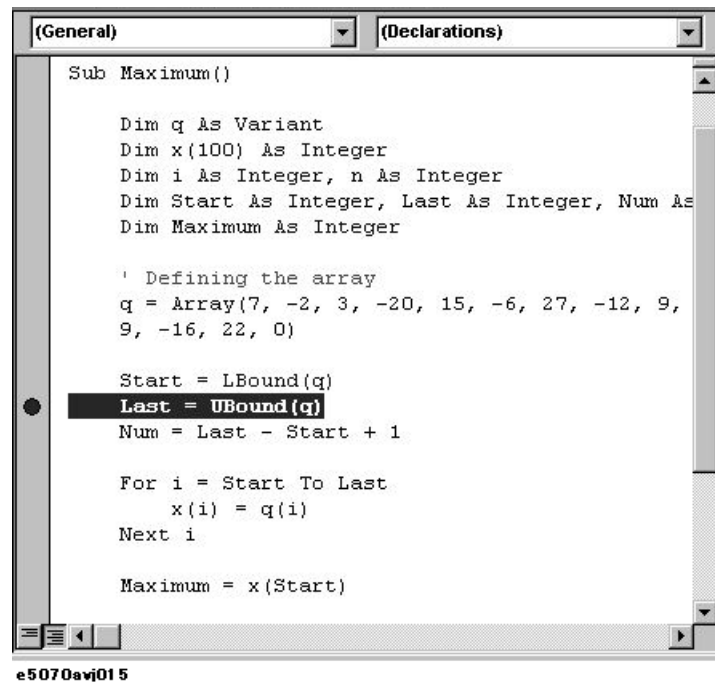 (General) (Declarations)
Sub Maximum()
Dim q As Variant
Dim x(100) As Integer
Dim i As Integer, n As Integer
Dim Start As Integer, Last As Integer, Num As
Dim Maximum As Integer
' Defining the array
q = Array(7, -2, 3, -20, 15, -6, 27, -12, 9,
9, -16, 22, 0)
Start = LBound(q)
Last = UBound(q)
Num = Last - Start + 1
For i = Start To Last
x(i) = q(i)
Next i
Maximum = x(Start)
e5070avj015